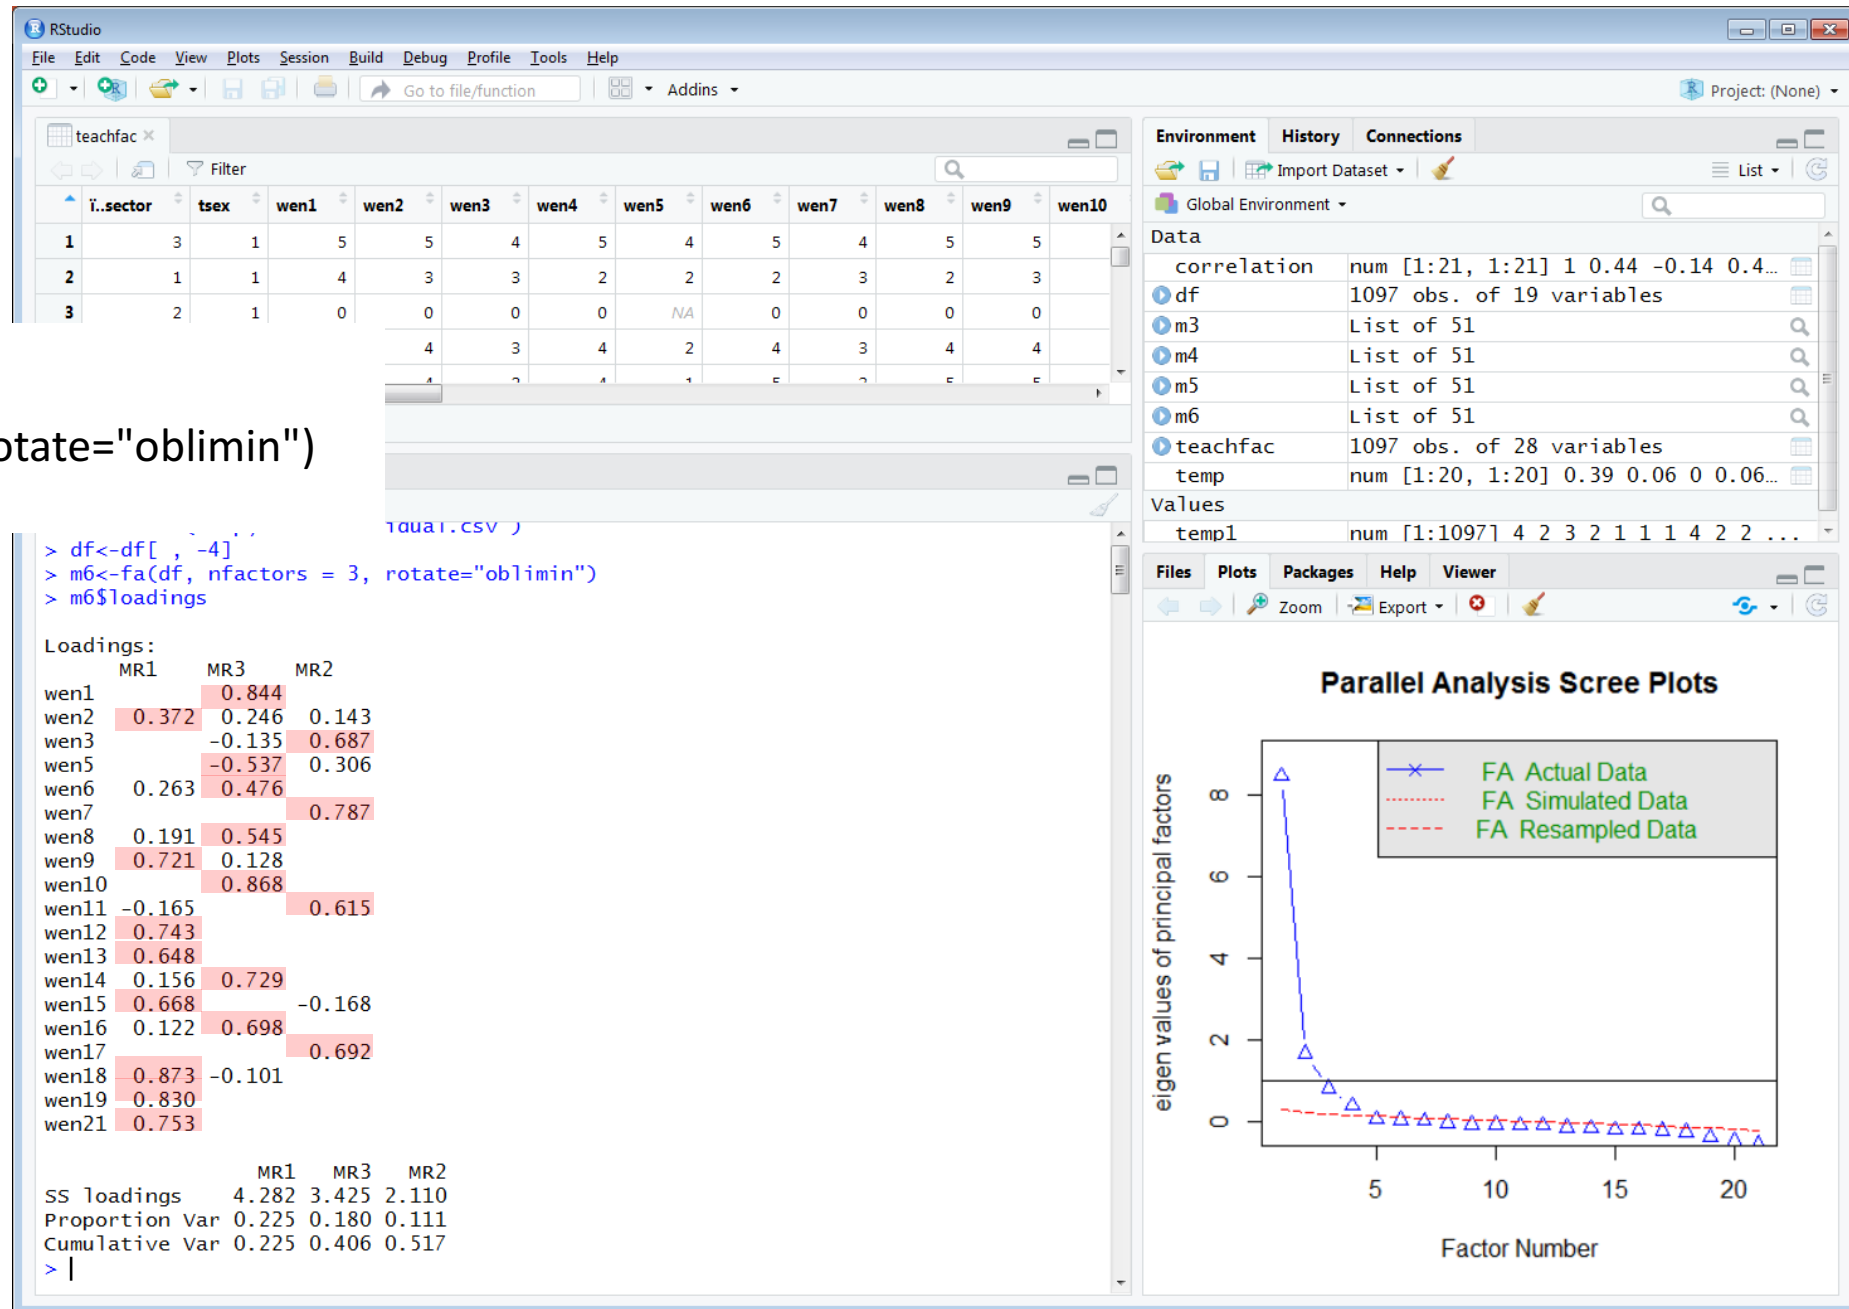 RStudio
File Edit Code View Plots Session Build Debug Profile Tools Help
Go to file/function Addins Project: (None)
teachfac
Filter
ï..sector tsex wen1 wen2 wen3 wen4 wen5 wen6 wen7 wen8 wen9 wen10
1 3 1 5 5 4 5 4 5 4 5 5
2 1 1 4 3 3 2 2 2 3 2 3
3 2 1 0 0 0 0 NA 0 0 0 0
4 3 4 2 4 3 4 4
otate="oblimin")
idual.csv")
> df<-df[ , -4]
> m6<-fa(df, nfactors = 3, rotate="oblimin")
> m6$loadings
Loadings:
MR1 MR3 MR2
wen1 0.844
wen2 0.372 0.246 0.143
wen3 -0.135 0.687
wen5 -0.537 0.306
wen6 0.263 0.476
wen7 0.787
wen8 0.191 0.545
wen9 0.721 0.128
wen10 0.868
wen11 -0.165 0.615
wen12 0.743
wen13 0.648
wen14 0.156 0.729
wen15 0.668 -0.168
wen16 0.122 0.698
wen17 0.692
wen18 0.873 -0.101
wen19 0.830
wen21 0.753
MR1 MR3 MR2
SS loadings 4.282 3.425 2.110
Proportion Var 0.225 0.180 0.111
Cumulative Var 0.225 0.406 0.517
>
Environment History Connections
Import Dataset List
Global Environment
Data
correlation num [1:21, 1:21] 1 0.44 -0.14 0.4…
df 1097 obs. of 19 variables
m3 List of 51
m4 List of 51
m5 List of 51
m6 List of 51
teachfac 1097 obs. of 28 variables
temp num [1:20, 1:20] 0.39 0.06 0 0.06…
Values
temp1 num [1:1097] 4 2 3 2 1 1 1 4 2 2 ...
Files Plots Packages Help Viewer
Zoom Export
Parallel Analysis Scree Plots
FA Actual Data
FA Simulated Data
FA Resampled Data
eigen values of principal factors
8
6
4
2
0
5 10 15 20
Factor Number